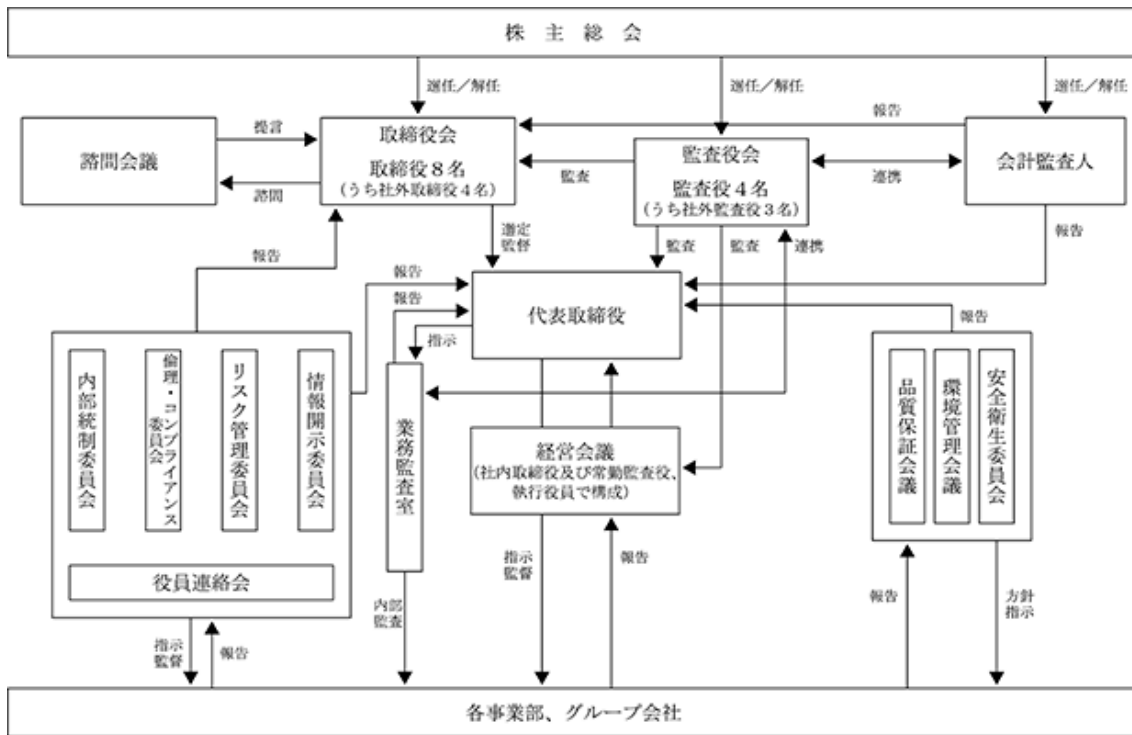 株主総会
選任／解任
選任／解任
選任／解任
諮問会議
提言
諮問
取締役会
取締役８名
（うち社外取締役４名）
報告
監査
監査役会
監査役４名
（うち社外監査役３名）
連携
会計監査人
報告
選定
監督
監査
監査
連携
報告
報告
報告
代表取締役
指示
報告
内部統制委員会
倫理・コンプライアンス
委員会
リスク管理委員会
情報開示委員会
役員連絡会
業務監査室
経営会議
（社内取締役及び常勤監査役、
執行役員で構成）
品質保証会議
環境管理会議
安全衛生委員会
指示
監督
報告
内部
監査
指示
監督
報告
報告
方針
指示
各事業部、グループ会社